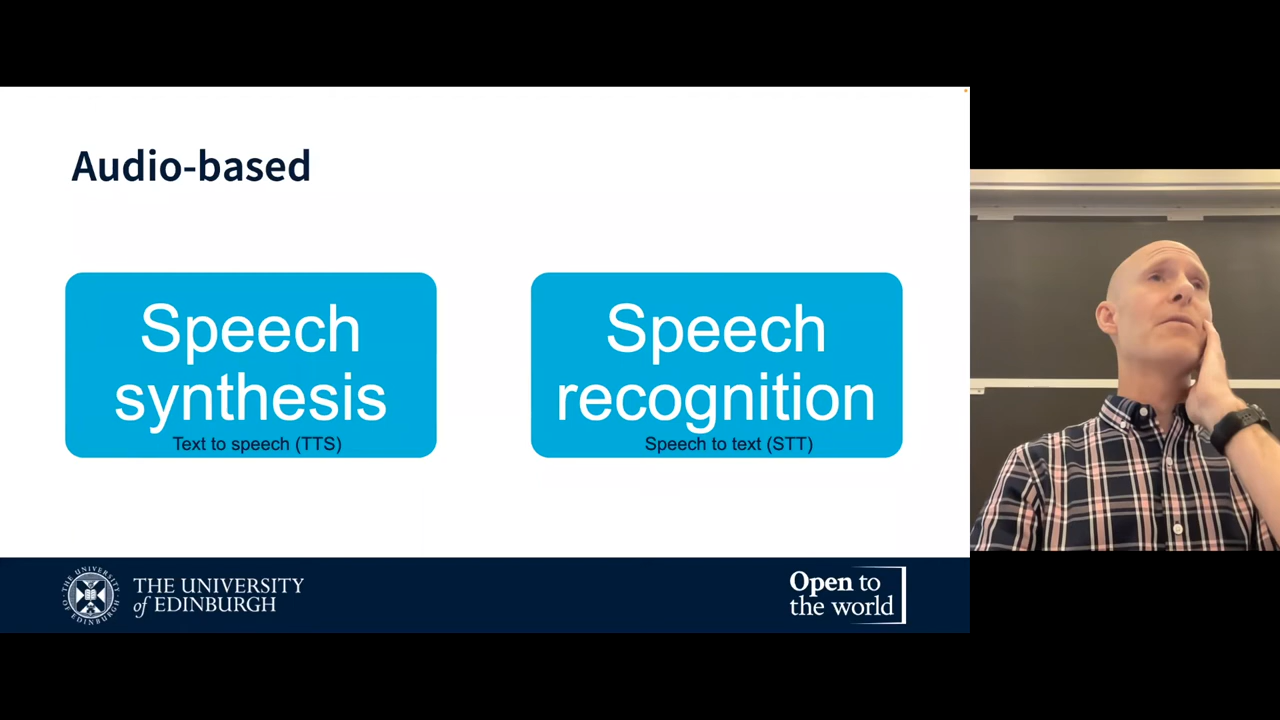 Audio-based
Speech
synthesis
Text to speech (TTS)
Speech
recognition
Speech to text (STT)
THE UNIVERSITY
of EDINBURGH
Open to
the world